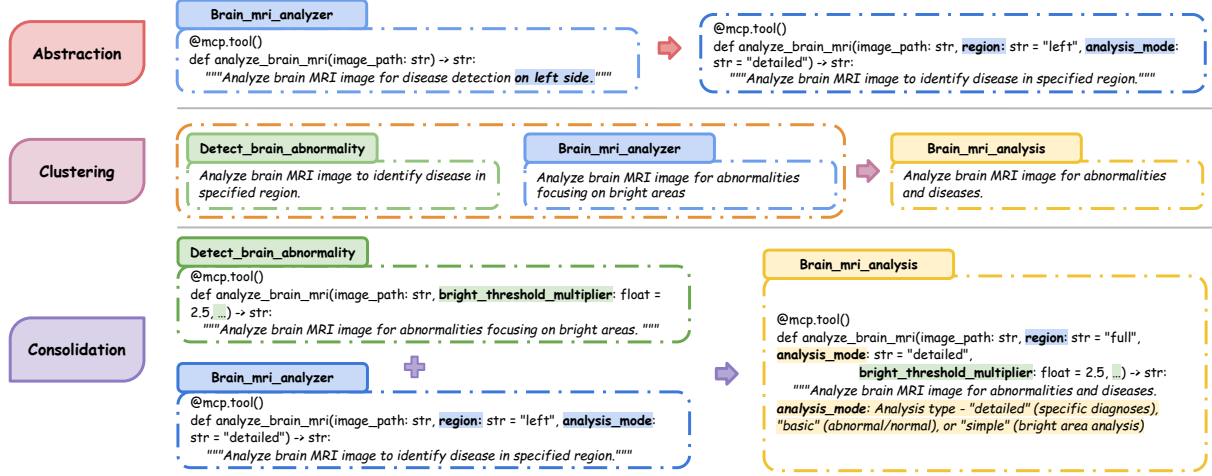 Abstraction
Brain_mri_analyzer
@mcp.tool()
def analyze_brain_mri(image_path: str) -> str:
"""Analyze brain MRI image for disease detection on left side."""
@mcp.tool()
def analyze_brain_mri(image_path: str, region: str = "left", analysis_mode:
str = "detailed") -> str:
"""Analyze brain MRI image to identify disease in specified region."""
Clustering
Detect_brain_abnormality
Analyze brain MRI image to identify disease in
specified region.
Brain_mri_analyzer
Analyze brain MRI image for abnormalities
focusing on bright areas
Brain_mri_analysis
Analyze brain MRI image for abnormalities
and diseases.
Consolidation
Detect_brain_abnormality
@mcp.tool()
def analyze_brain_mri(image_path: str, bright_threshold_multiplier: float =
2.5, …) -> str:
"""Analyze brain MRI image for abnormalities focusing on bright areas. """
Brain_mri_analyzer
@mcp.tool()
def analyze_brain_mri(image_path: str, region: str = "left", analysis_mode:
str = "detailed") -> str:
"""Analyze brain MRI image to identify disease in specified region."""
Brain_mri_analysis
@mcp.tool()
def analyze_brain_mri(image_path: str, region: str = "full",
analysis_mode: str = "detailed",
bright_threshold_multiplier: float = 2.5, …) -> str:
"""Analyze brain MRI image for abnormalities and diseases.
analysis_mode: Analysis type - "detailed" (specific diagnoses),
"basic" (abnormal/normal), or "simple" (bright area analysis)